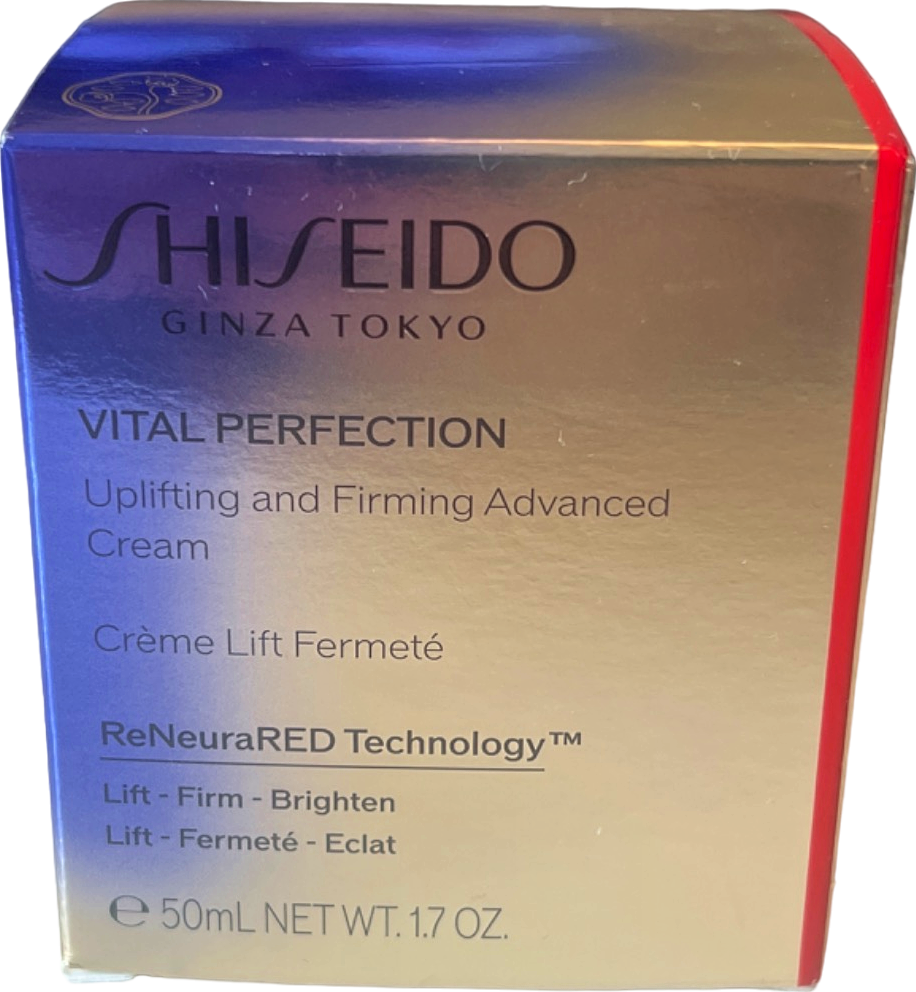 SHISEIDO
GINZA TOKYO
VITAL PERFECTION
Uplifting and Firming Advanced
Cream
Crème Lift Fermeté
ReNeuraRED Technology™
Lift - Firm - Brighten
Lift - Fermeté - Eclat
℮ 50mL NET WT. 1.7 OZ.